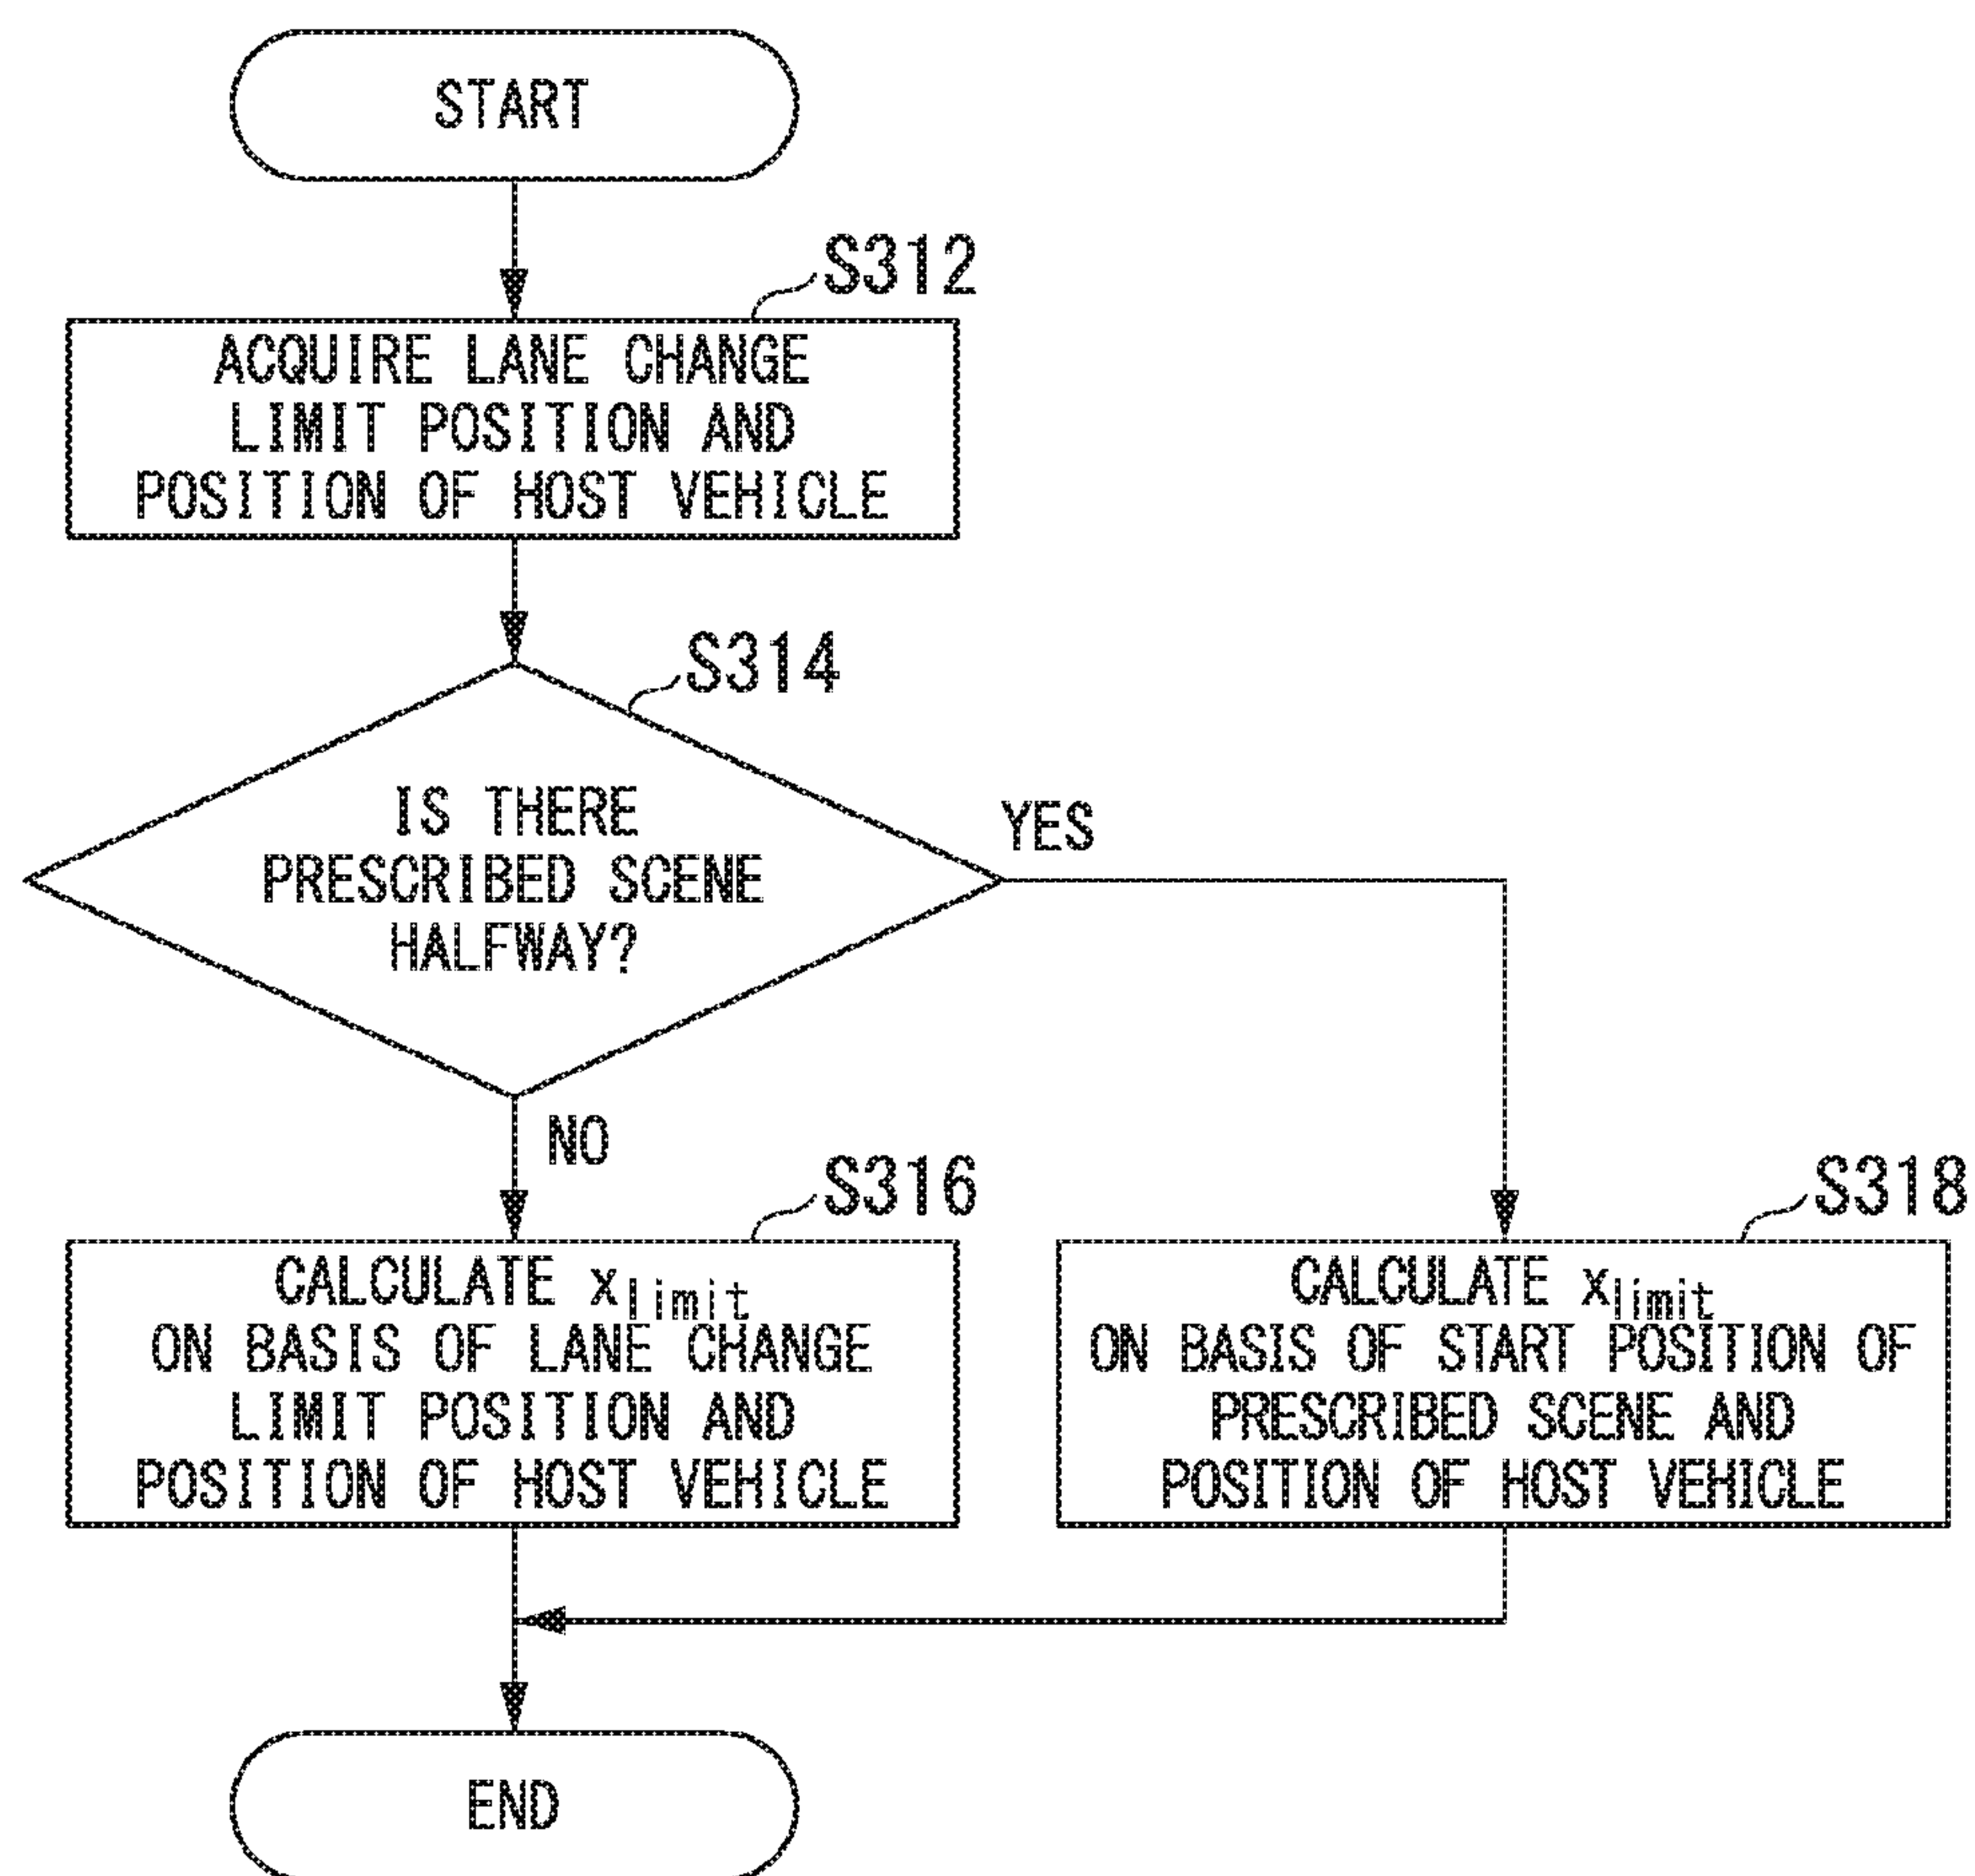 START
S312
ACQUIRE LANE CHANGE
LIMIT POSITION AND
POSITION OF HOST VEHICLE
S314
IS THERE
PRESCRIBED SCENE
HALFWAY?
YES
NO
S316
CALCULATE xlimit
ON BASIS OF LANE CHANGE
LIMIT POSITION AND
POSITION OF HOST VEHICLE
S318
CALCULATE xlimit
ON BASIS OF START POSITION OF
PRESCRIBED SCENE AND
POSITION OF HOST VEHICLE
END